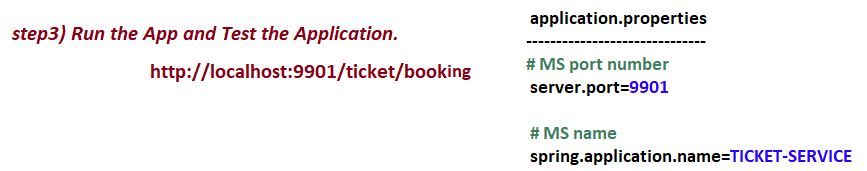 step3) Run the App and Test the Application.
http://localhost:9901/ticket/booking
application.properties
------------------------------
# MS port number
server.port=9901
# MS name
spring.application.name=TICKET-SERVICE